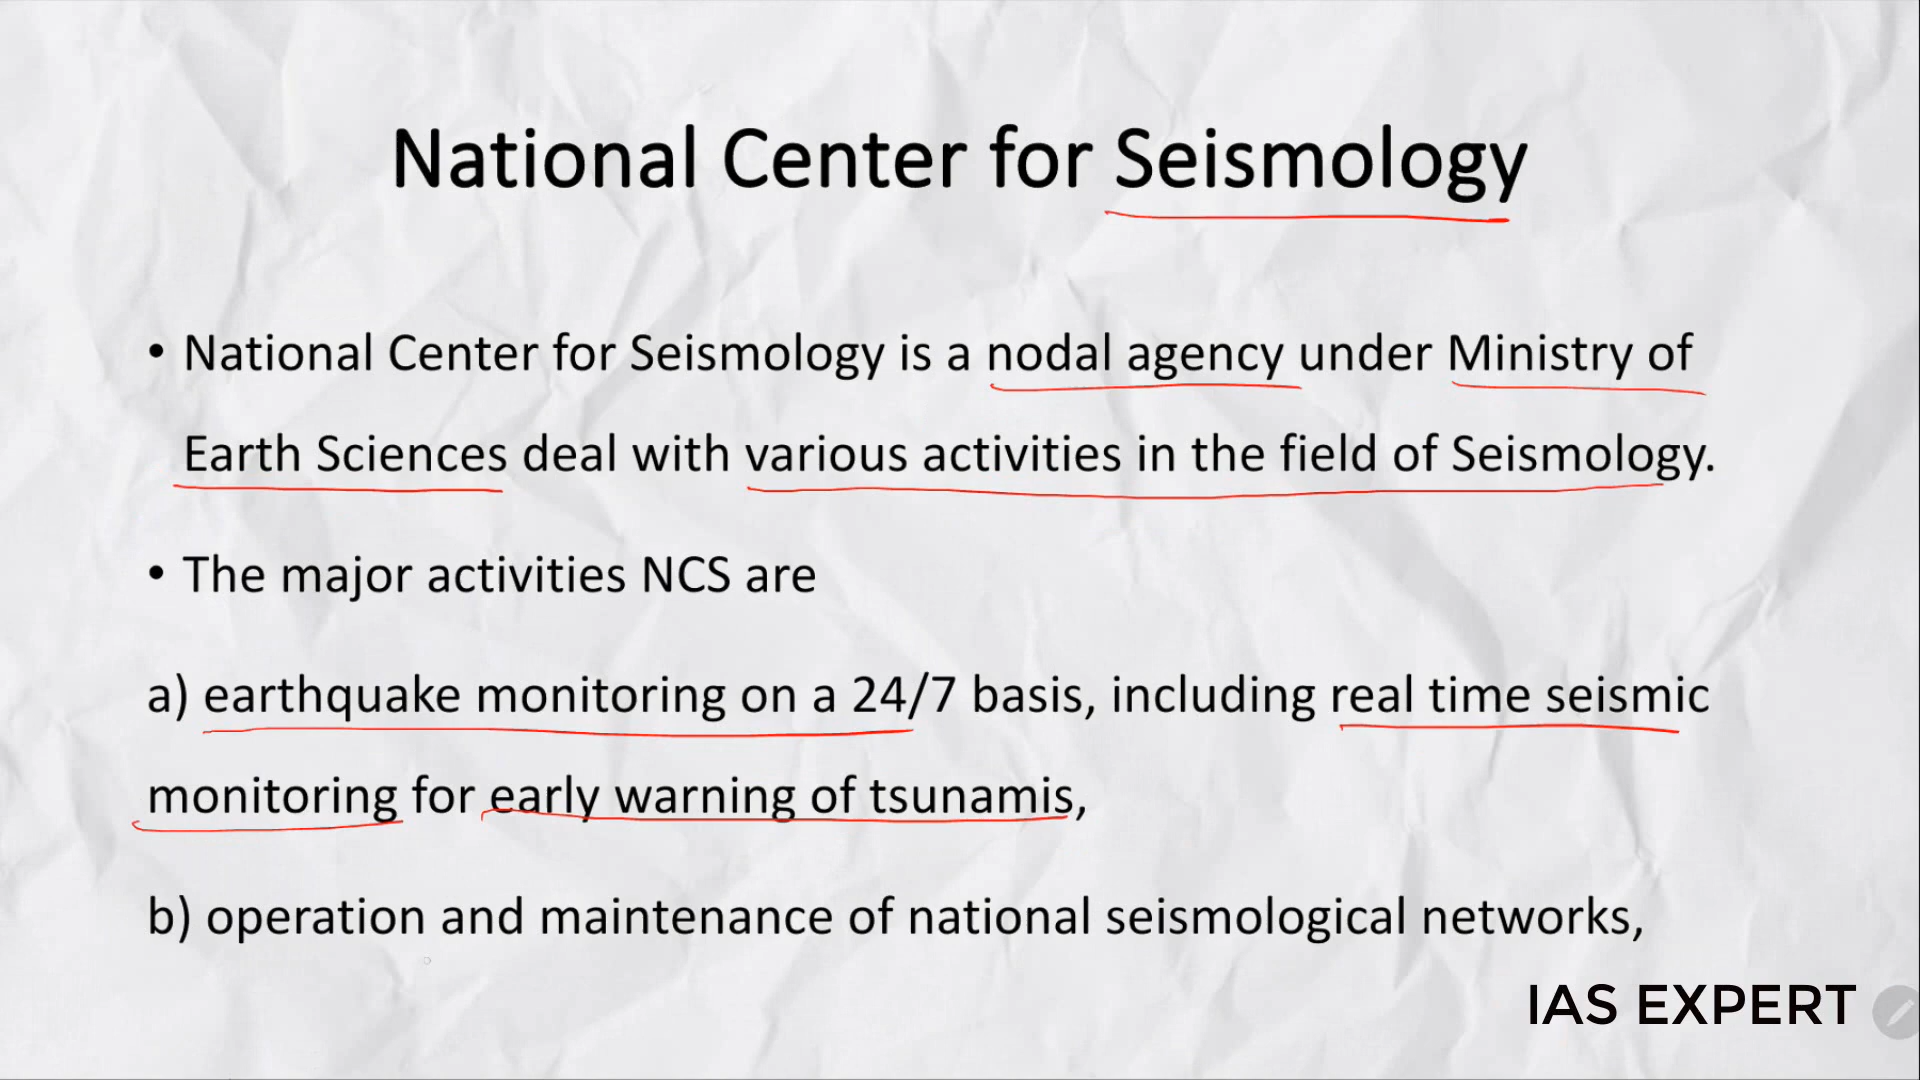 National Center for Seismology
• National Center for Seismology is a nodal agency under Ministry of
Earth Sciences deal with various activities in the field of Seismology.
• The major activities NCS are
a) earthquake monitoring on a 24/7 basis, including real time seismic
monitoring for early warning of tsunamis,
b) operation and maintenance of national seismological networks,
IAS EXPERT